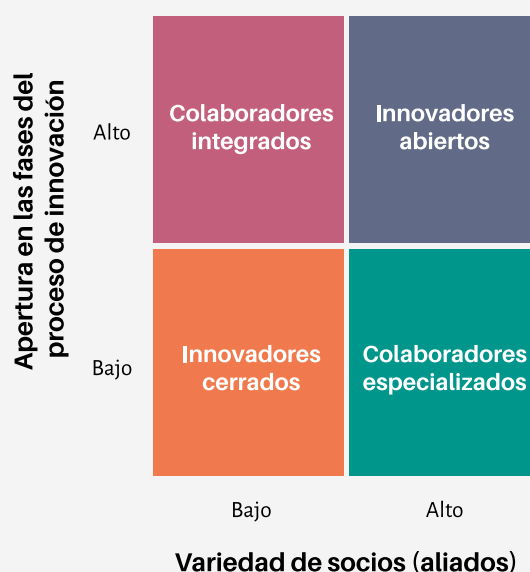 Apertura en las fases del
proceso de innovación
Alto
Colaboradores
integrados
Innovadores
abiertos
Bajo
Innovadores
cerrados
Colaboradores
especializados
Bajo
Alto
Variedad de socios (aliados)